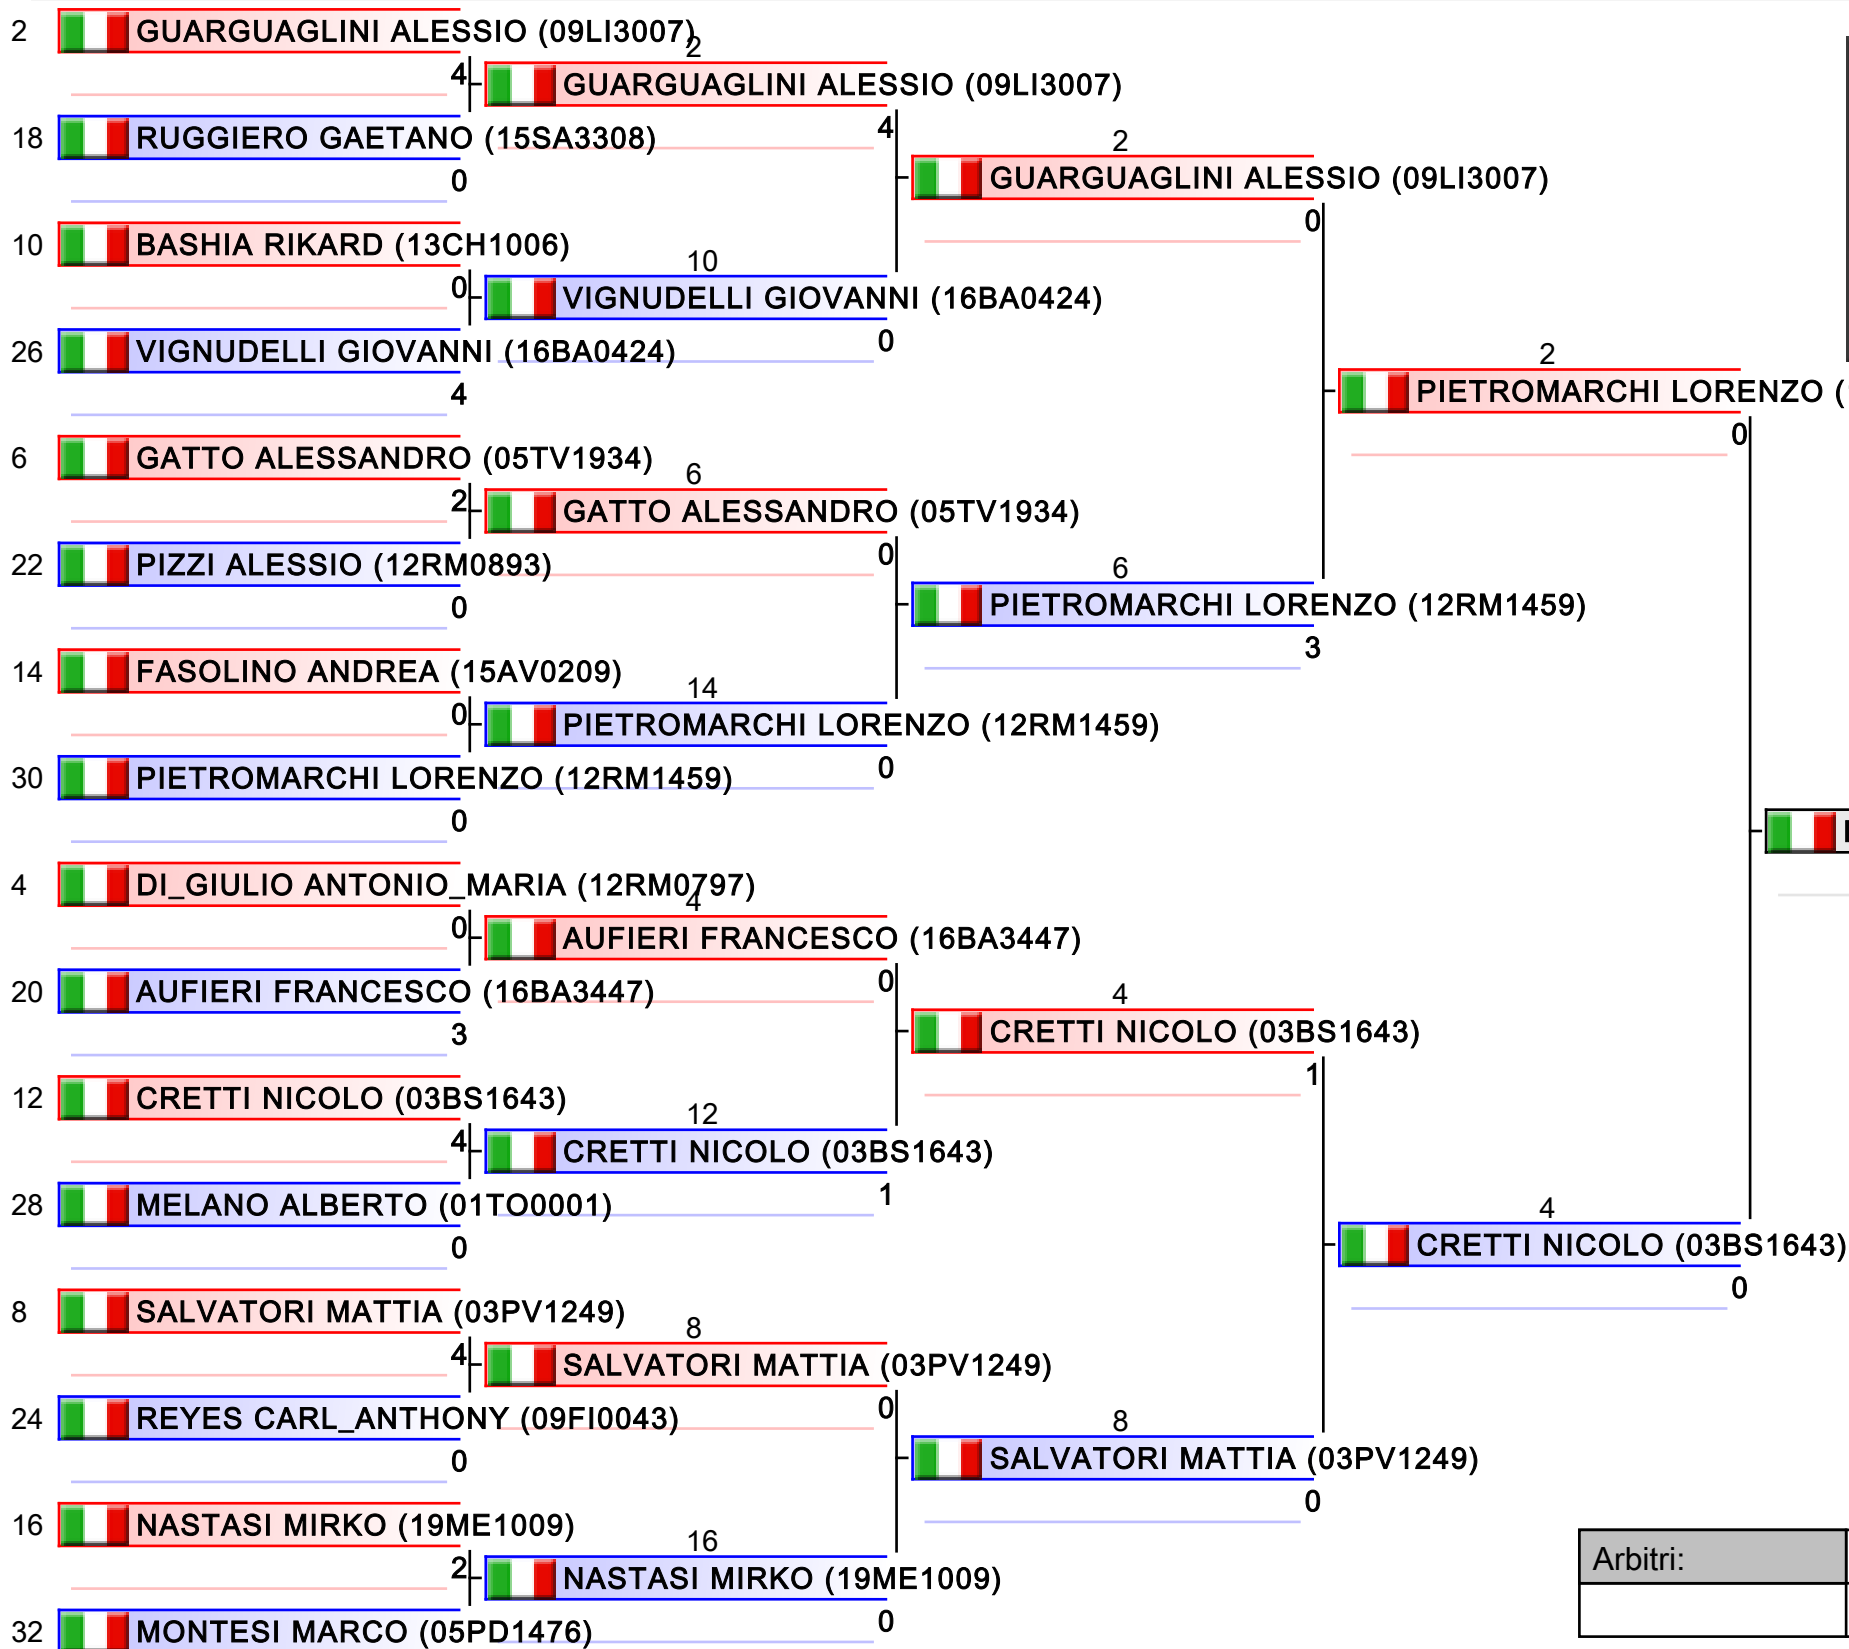 2 GUARGUAGLINI ALESSIO (09LI3007)
2
4 GUARGUAGLINI ALESSIO (09LI3007)
4
18 RUGGIERO GAETANO (15SA3308)
2
GUARGUAGLINI ALESSIO (09LI3007)
0
0
10 BASHIA RIKARD (13CH1006)
10
0 VIGNUDELLI GIOVANNI (16BA0424)
0
26 VIGNUDELLI GIOVANNI (16BA0424)
2
4
PIETROMARCHI LORENZO (
0
6 GATTO ALESSANDRO (05TV1934)
6
2 GATTO ALESSANDRO (05TV1934)
0
22 PIZZI ALESSIO (12RM0893)
6
0
PIETROMARCHI LORENZO (12RM1459)
3
14 FASOLINO ANDREA (15AV0209)
14
0 PIETROMARCHI LORENZO (12RM1459)
0
30 PIETROMARCHI LORENZO (12RM1459)
0
4 DI_GIULIO ANTONIO_MARIA (12RM0797)
4
0 AUFIERI FRANCESCO (16BA3447)
0
20 AUFIERI FRANCESCO (16BA3447)
4
3
CRETTI NICOLO (03BS1643)
1
12 CRETTI NICOLO (03BS1643)
12
4 CRETTI NICOLO (03BS1643)
1
28 MELANO ALBERTO (01TO0001)
4
0
CRETTI NICOLO (03BS1643)
0
8 SALVATORI MATTIA (03PV1249)
8
4 SALVATORI MATTIA (03PV1249)
0
24 REYES CARL_ANTHONY (09FI0043)
8
0
SALVATORI MATTIA (03PV1249)
0
16 NASTASI MIRKO (19ME1009)
16
2 NASTASI MIRKO (19ME1009)
0
32 MONTESI MARCO (05PD1476)
Arbitri: